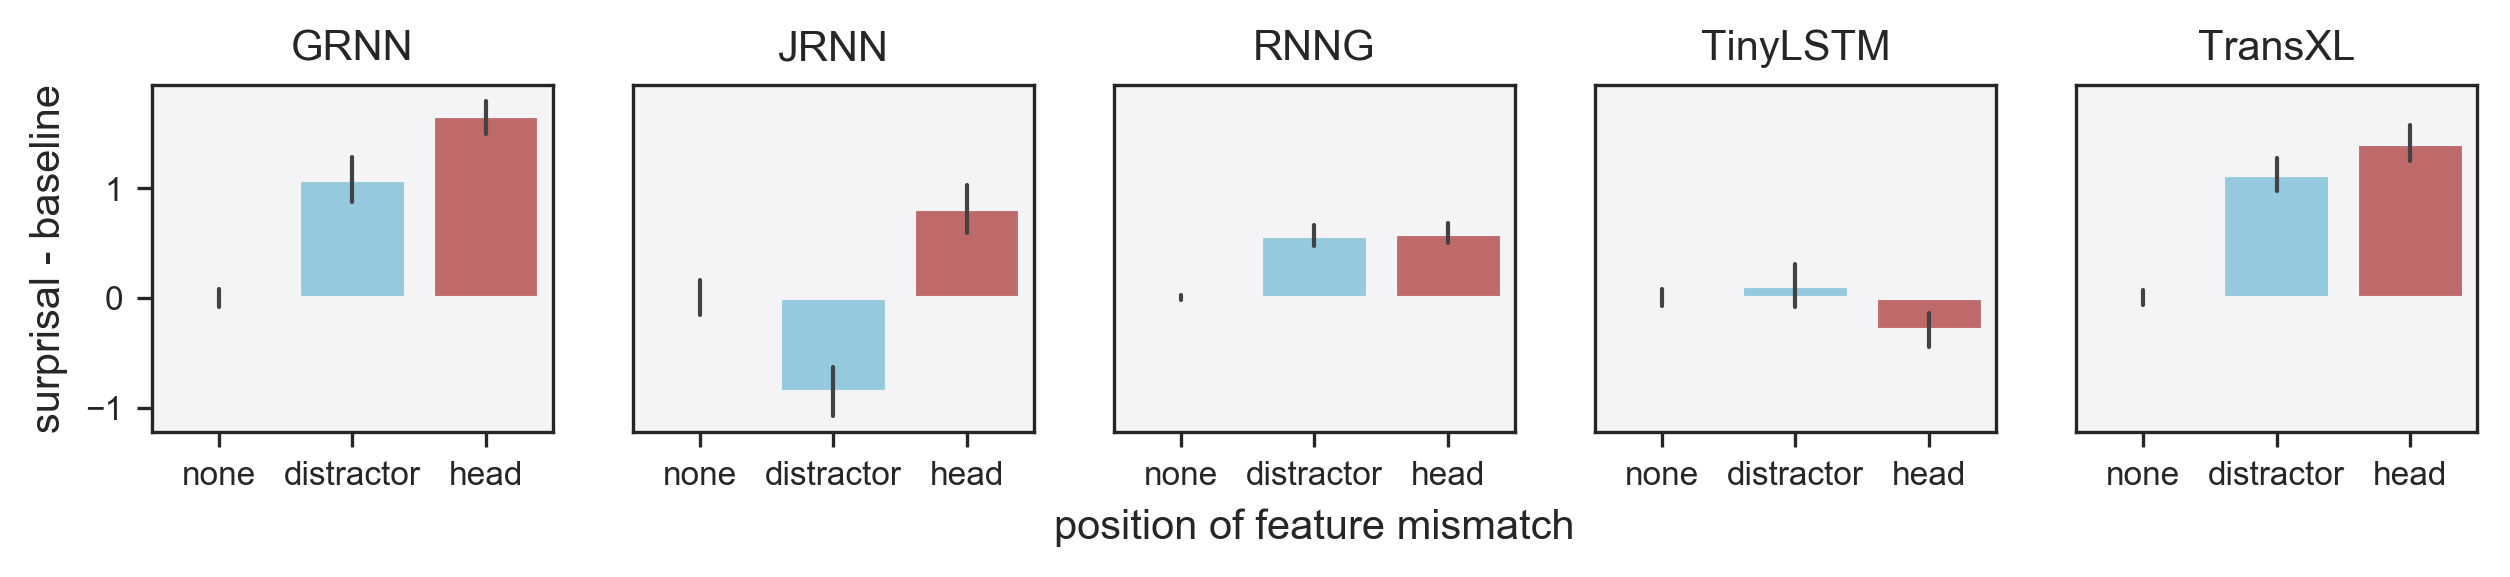 GRNN JRNN RNNG TinyLSTM TransXL
surprisal - baseline
1
0
−1
none distractor head none distractor head none distractor head none distractor head none distractor head
position of feature mismatch